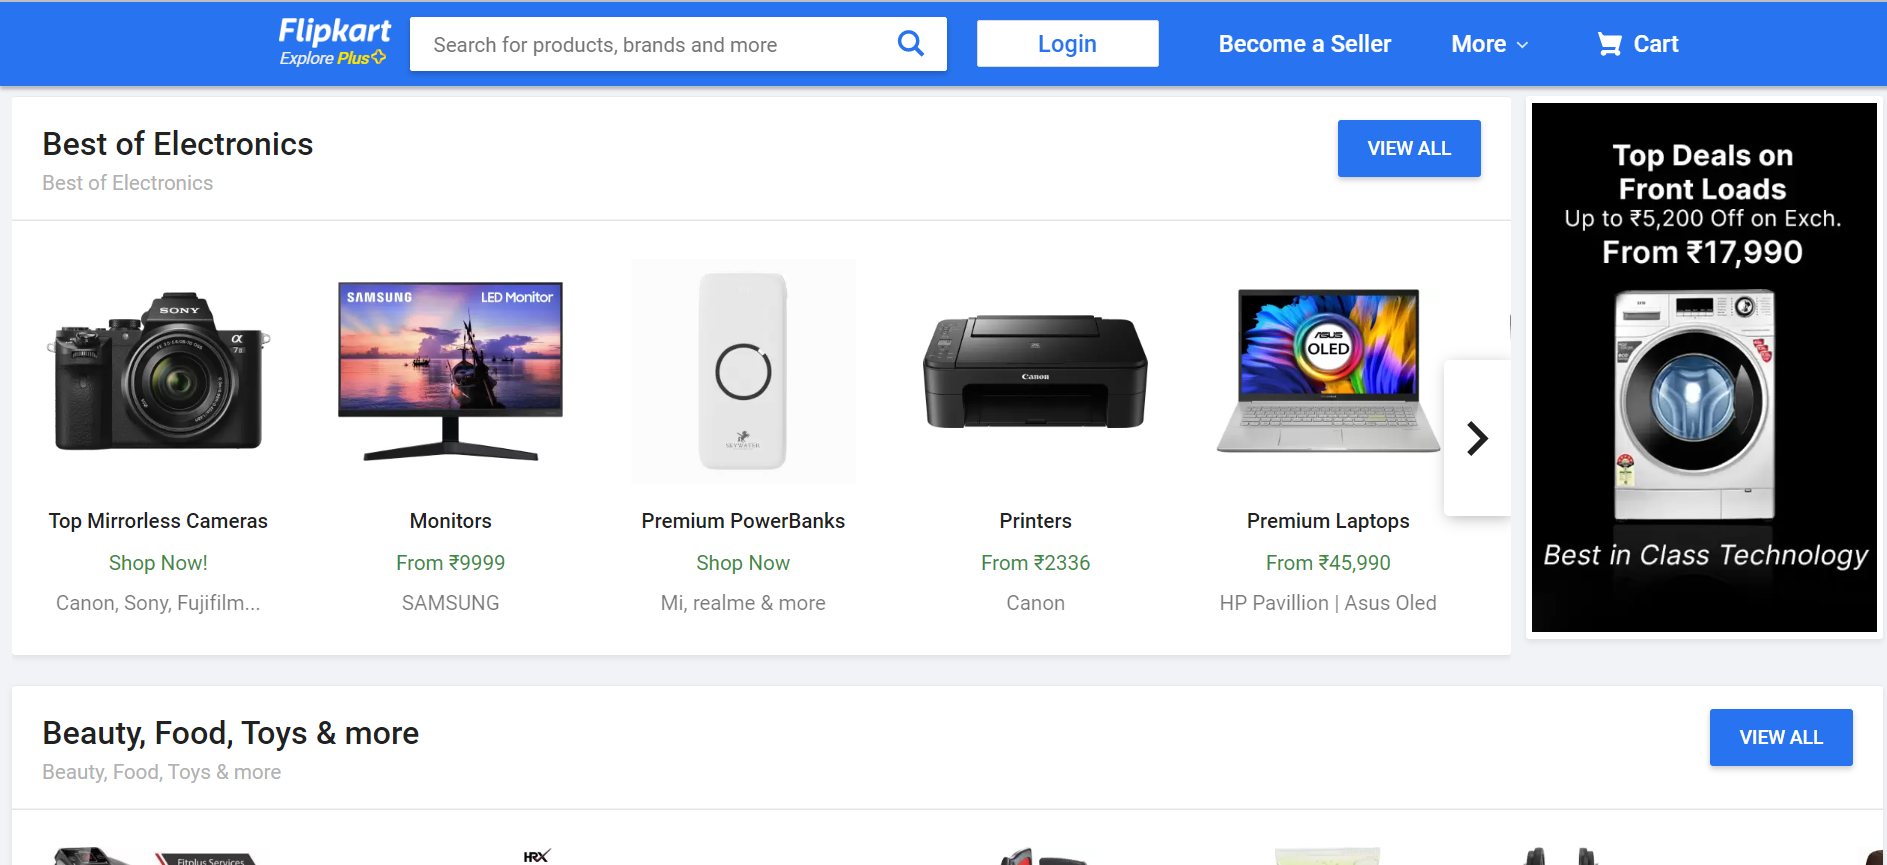 Flipkart
Explore Plus
Search for products, brands and more
Login
Become a Seller
More
Cart
Best of Electronics
Best of Electronics
VIEW ALL
SONY
α
7 II
SAMSUNG
LED Monitor
SKYWATER
Canon
ASUS
OLED
Top Mirrorless Cameras
Shop Now!
Canon, Sony, Fujifilm...
Monitors
From ₹9999
SAMSUNG
Premium PowerBanks
Shop Now
Mi, realme & more
Printers
From ₹2336
Canon
Premium Laptops
From ₹45,990
HP Pavillion | Asus Oled
Top Deals on
Front Loads
Up to ₹5,200 Off on Exch.
From ₹17,990
Best in Class Technology
Beauty, Food, Toys & more
Beauty, Food, Toys & more
VIEW ALL
Fitplus Services
HRX